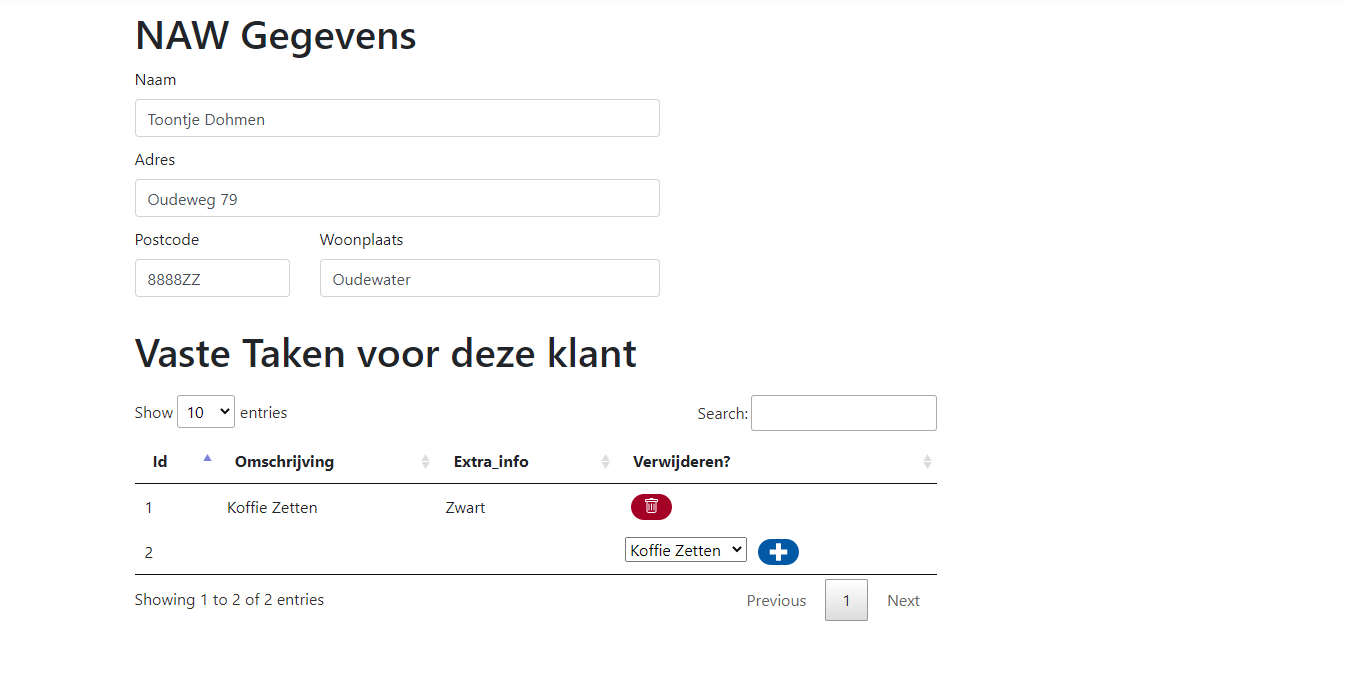 NAW Gegevens
Naam
Toontje Dohmen
Adres
Oudeweg 79
Postcode Woonplaats
8888ZZ Oudewater
Vaste Taken voor deze klant
Show 10 entries Search:
Id Omschrijving Extra_info Verwijderen?
1 Koffie Zetten Zwart
2 Koffie Zetten
Showing 1 to 2 of 2 entries Previous 1 Next